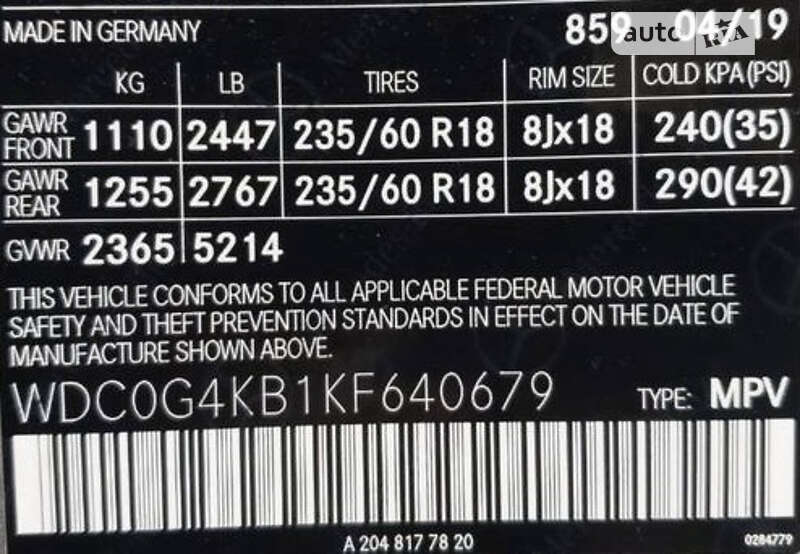 MADE IN GERMANY 859 04/19
auto RIA
KG LB TIRES RIM SIZE COLD KPA (PSI)
GAWR FRONT 1110 2447 235/60 R18 8Jx18 240(35)
GAWR REAR 1255 2767 235/60 R18 8Jx18 290(42)
GVWR 2365 5214
THIS VEHICLE CONFORMS TO ALL APPLICABLE FEDERAL MOTOR VEHICLE
SAFETY AND THEFT PREVENTION STANDARDS IN EFFECT ON THE DATE OF
MANUFACTURE SHOWN ABOVE.
WDC0G4KB1KF640679 TYPE: MPV
A 204 817 78 20 0284779